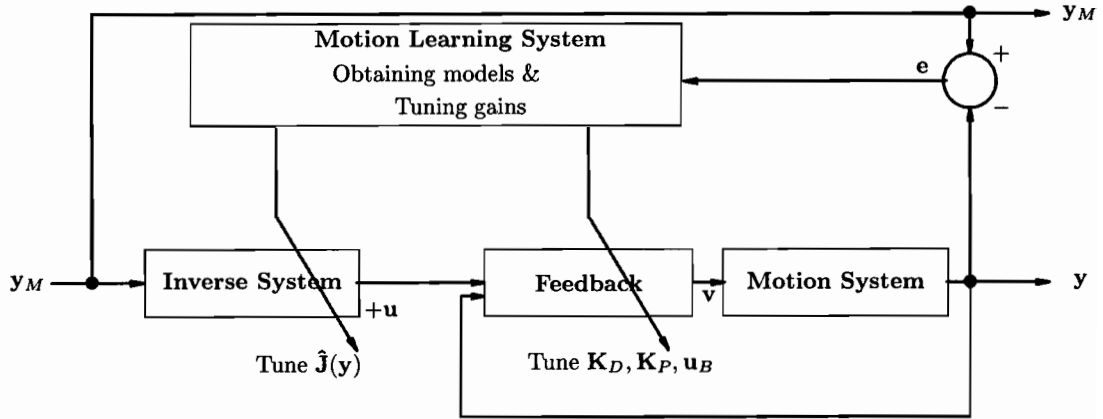 y_M
Motion Learning System
Obtaining models &
Tuning gains
e
+
−
y_M
Inverse System
+u
Feedback
v
Motion System
y
Tune Ĵ(y)
Tune K_D, K_P, u_B